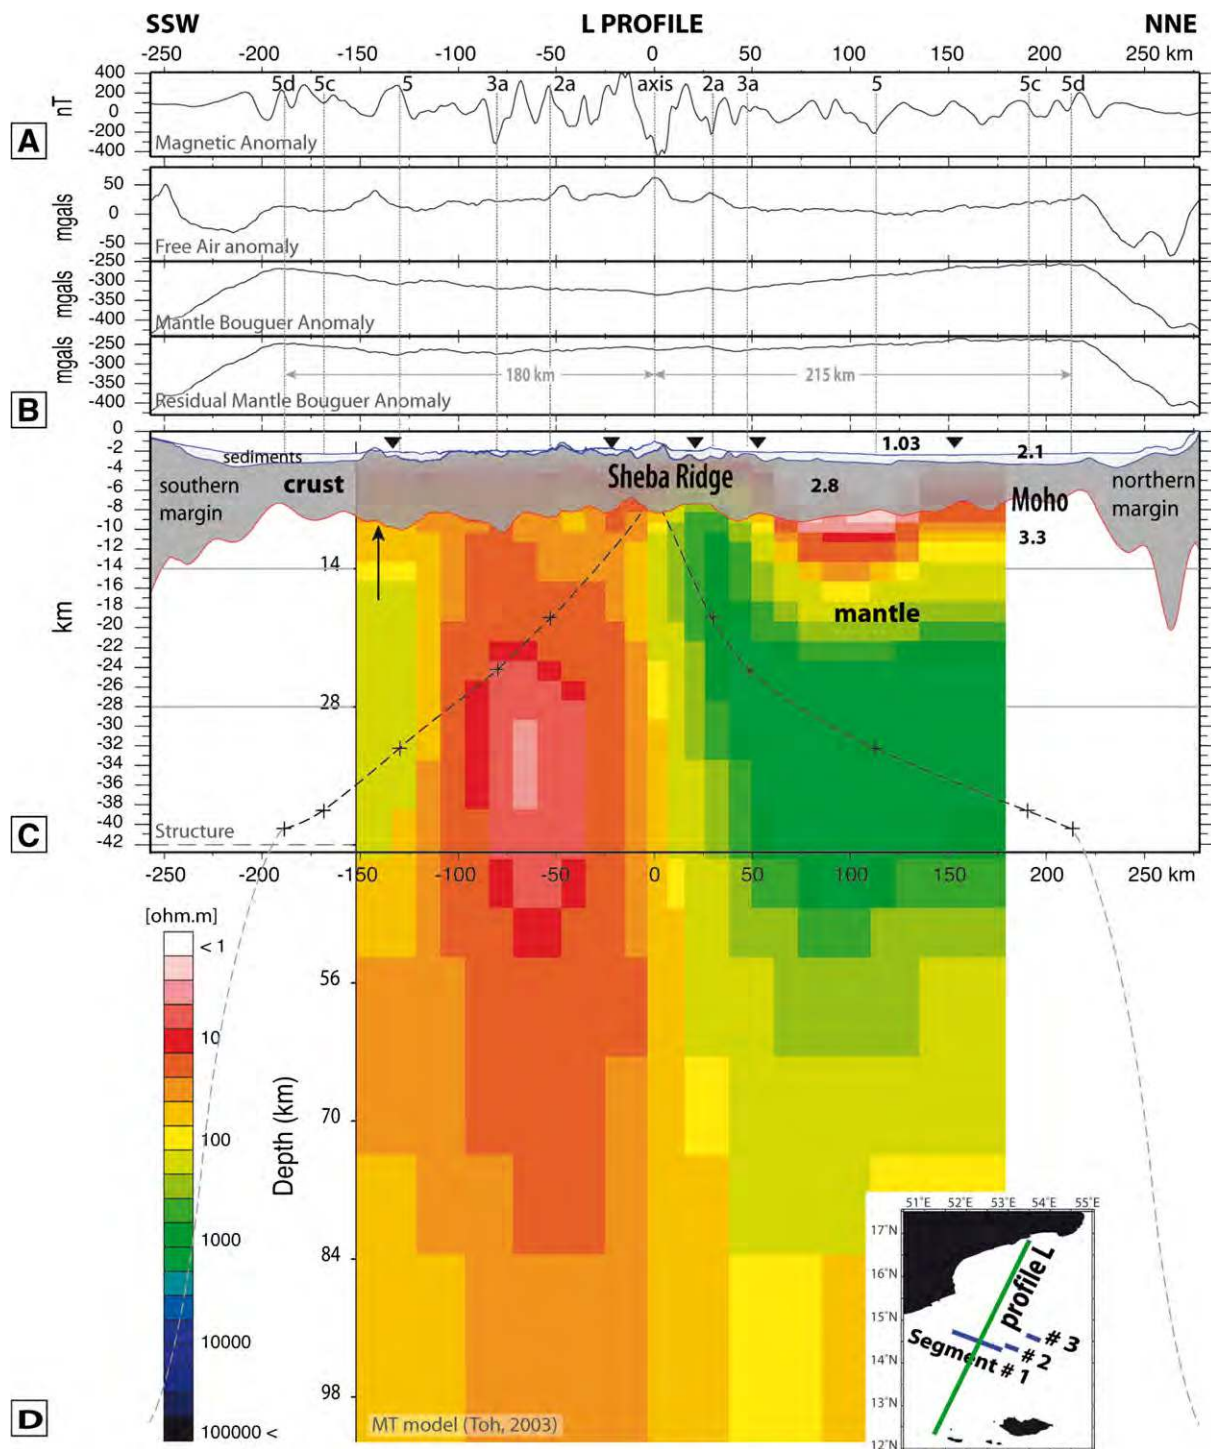 SSW L PROFILE NNE
-250 -200 -150 -100 -50 0 50 100 150 200 250 km
5d 5c 5 3a 2a axis 2a 3a 5 5c 5d
400
200
0
-200
-400
nT
A
Magnetic Anomaly
50
0
-50
mgals
Free Air anomaly
-250
-300
-350
-400
mgals
Mantle Bouguer Anomaly
-250
-300
-350
-400
mgals
180 km 215 km
Residual Mantle Bouguer Anomaly
B
0
-2
-4
-6
-8
-10
-12
-14
-16
-18
-20
-22
-24
-26
-28
-30
-32
-34
-36
-38
-40
-42
km
sediments
1.03
2.1
southern
margin
crust
Sheba Ridge
2.8
Moho
northern
margin
3.3
14
mantle
28
Structure
C
-250 -200 -150 -100 -50 0 50 100 150 200 250 km
[ohm.m]
< 1
10
100
1000
10000
100000 <
Depth (km)
56
70
84
98
MT model (Toh, 2003)
D
51°E 52°E 53°E 54°E 55°E
17°N
16°N
15°N
14°N
13°N
12°N
profile L
Segment # 1
# 2
# 3